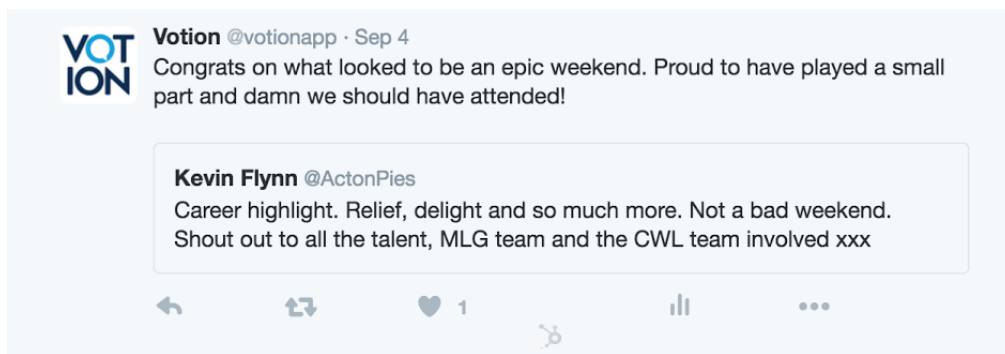 VOT
ION
Votion @votionapp · Sep 4
Congrats on what looked to be an epic weekend. Proud to have played a small
part and damn we should have attended!
Kevin Flynn @ActonPies
Career highlight. Relief, delight and so much more. Not a bad weekend.
Shout out to all the talent, MLG team and the CWL team involved xxx
1